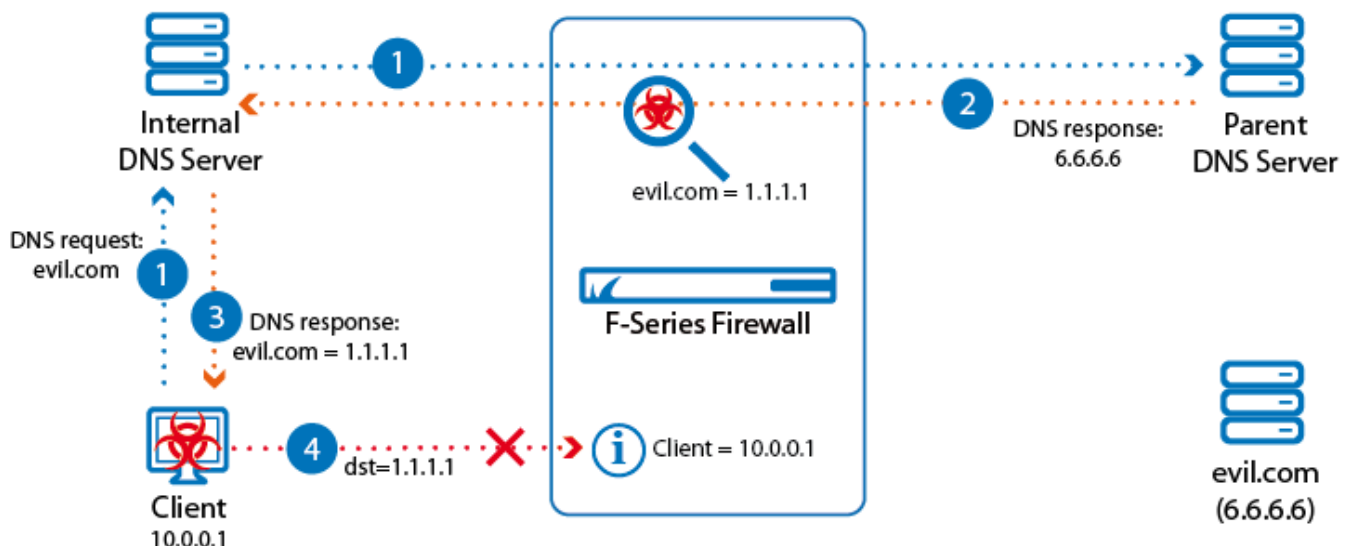 1
2
Internal
DNS Server
DNS response:
6.6.6.6
Parent
DNS Server
evil.com = 1.1.1.1
DNS request:
evil.com
1
3
DNS response:
evil.com = 1.1.1.1
F-Series Firewall
4
dst=1.1.1.1
i
Client = 10.0.0.1
Client
10.0.0.1
evil.com
(6.6.6.6)